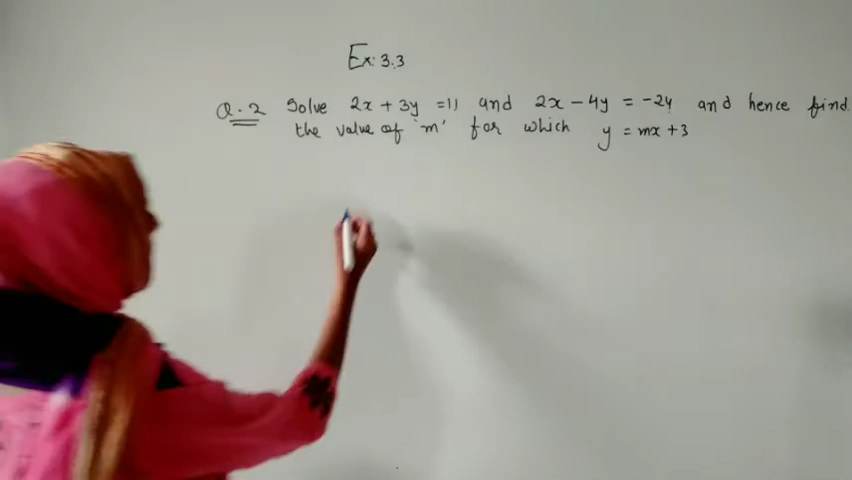 Ex: 3.3
Q.2 Solve 2x + 3y = 11 and 2x - 4y = -24 and hence find
the value of 'm' for which y = mx + 3